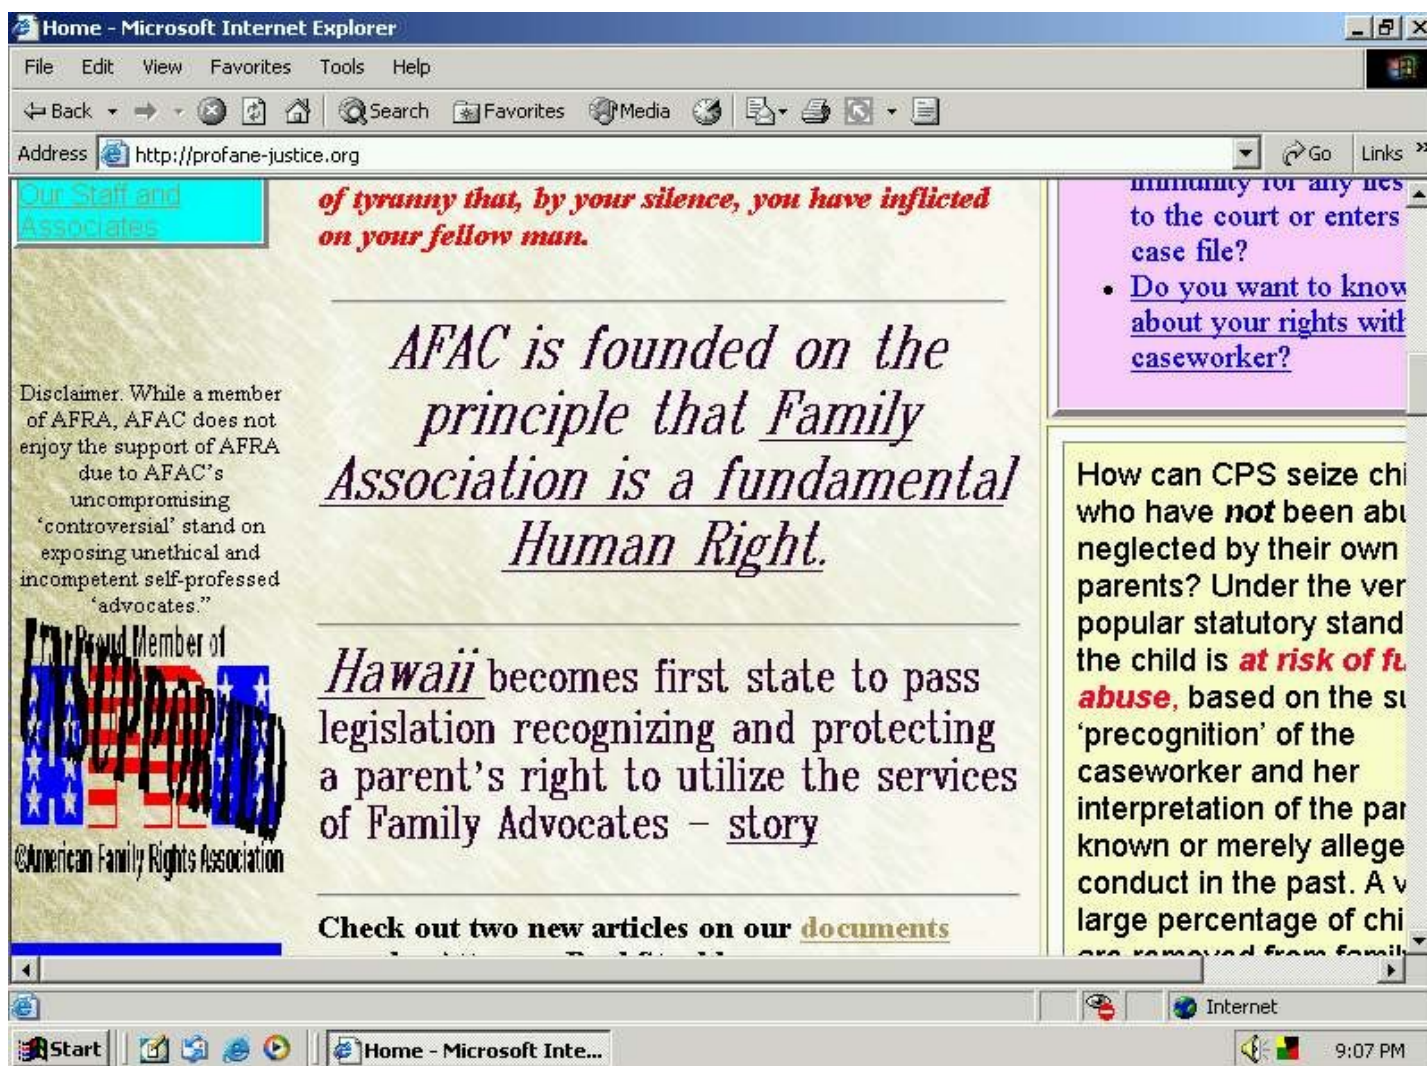 Home - Microsoft Internet Explorer
File Edit View Favorites Tools Help
Back Search Favorites Media
Address http://profane-justice.org Go Links »
Our Staff and
Associates
Disclaimer. While a member
of AFRA, AFAC does not
enjoy the support of AFRA
due to AFAC's
uncompromising
‘controversial’ stand on
exposing unethical and
incompetent self-professed
‘advocates.”
Proud Member of
UNSUPPORTED
©American Family Rights Association
of tyranny that, by your silence, you have inflicted
on your fellow man.
AFAC is founded on the
principle that Family
Association is a fundamental
Human Right.
Hawaii becomes first state to pass
legislation recognizing and protecting
a parent's right to utilize the services
of Family Advocates – story
Check out two new articles on our documents
immunity for any lies
to the court or enters
case file?
Do you want to know
about your rights with
caseworker?
How can CPS seize chi
who have not been abu
neglected by their own
parents? Under the ver
popular statutory stand
the child is at risk of fu
abuse, based on the su
‘precognition’ of the
caseworker and her
interpretation of the par
known or merely allege
conduct in the past. A v
large percentage of chi
are removed from famil
Internet
Start Home - Microsoft Inte... 9:07 PM